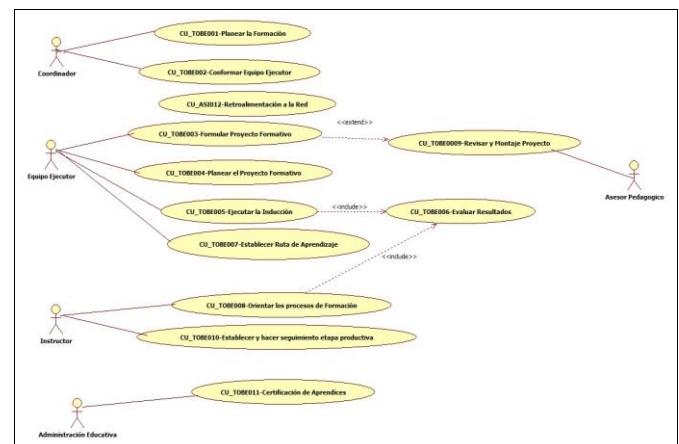 CU_TOBE001-Planear la Formación
Coordinador
CU_TOBE002-Conformar Equipo Ejecutor
CU_ASI012-Retroalimentación a la Red
<<extend>>
CU_TOBE003-Formular Proyecto Formativo
CU_TOBE0009-Revisar y Montaje Proyecto
Equipo Ejecutor
CU_TOBE004-Planear el Proyecto Formativo
Asesor Pedagogico
CU_TOBE005-Ejecutar la Inducción
<<include>>
CU_TOBE006-Evaluar Resultados
CU_TOBE007-Establecer Ruta de Aprendizaje
<<include>>
CU_TOBE008-Orientar los procesos de Formación
Instructor
CU_TOBE010-Establecer y hacer seguimiento etapa productiva
CU_TOBE011-Certificación de Aprendices
Administración Educativa